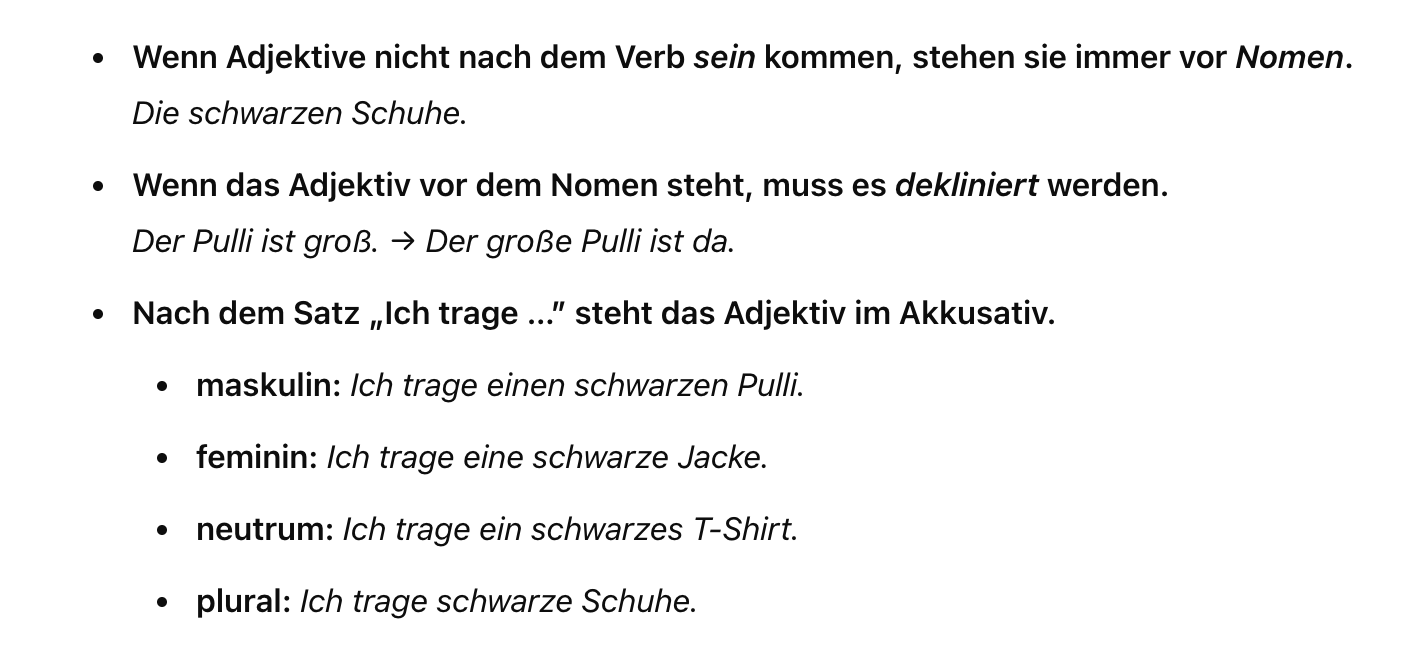 • Wenn Adjektive nicht nach dem Verb sein kommen, stehen sie immer vor Nomen.
Die schwarzen Schuhe.
• Wenn das Adjektiv vor dem Nomen steht, muss es dekliniert werden.
Der Pulli ist groß. → Der große Pulli ist da.
• Nach dem Satz „Ich trage ...” steht das Adjektiv im Akkusativ.
• maskulin: Ich trage einen schwarzen Pulli.
• feminin: Ich trage eine schwarze Jacke.
• neutrum: Ich trage ein schwarzes T-Shirt.
• plural: Ich trage schwarze Schuhe.